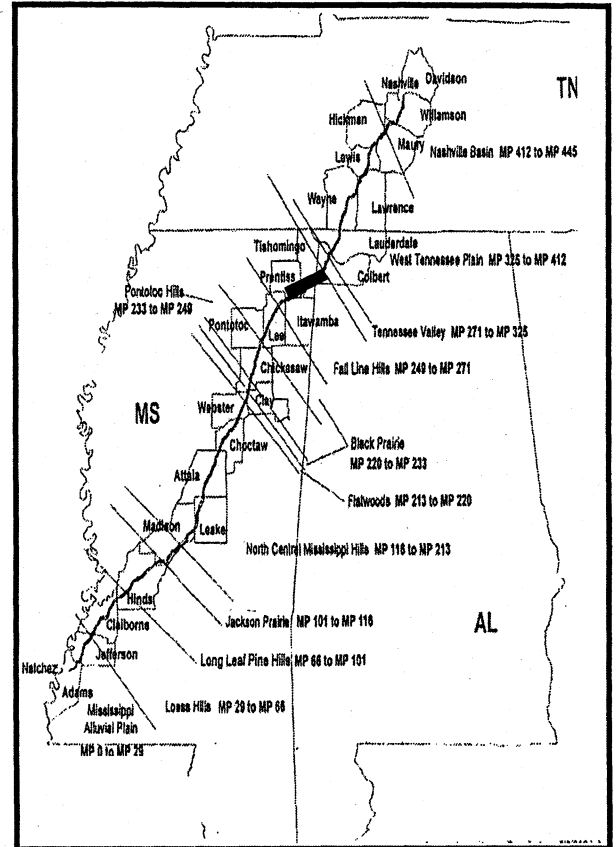 Nashville
Davidson
TN
Hickman
Williamson
Maury
Nashville Basin MP 412 to MP 445
Lewis
Wayne
Lawrence
Tishomingo
Lauderdale
West Tennessee Plain MP 325 to MP 412
Prentiss
Colbert
Pontotoc Hills
MP 233 to MP 249
Itawamba
Tennessee Valley MP 271 to MP 325
Pontotoc
Lee
Chickasaw
Fall Line Hills MP 249 to MP 271
MS
Webster
Clay
Choctaw
Black Prairie
MP 220 to MP 233
Attala
Flatwoods MP 213 to MP 220
Madison
Leake
North Central Mississippi Hills MP 116 to MP 213
Hinds
Jackson Prairie MP 101 to MP 116
AL
Claiborne
Jefferson
Long Leaf Pine Hills MP 66 to MP 101
Natchez
Adams
Loess Hills MP 29 to MP 66
Mississippi
Alluvial Plain
MP 0 to MP 29